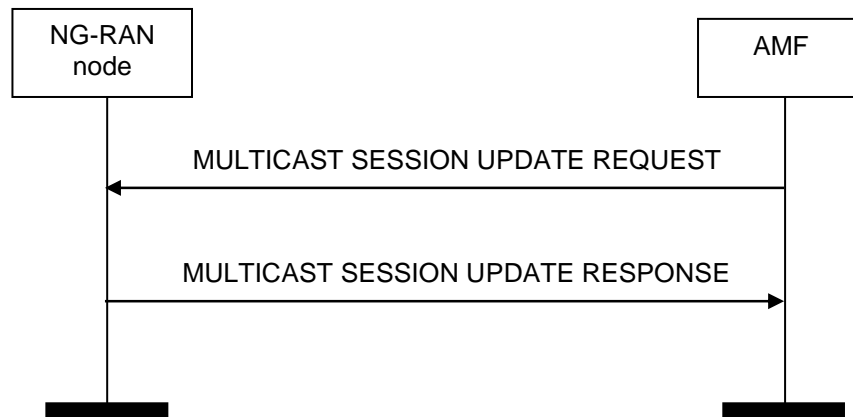 NG-RAN
node
AMF
MULTICAST SESSION UPDATE REQUEST
MULTICAST SESSION UPDATE RESPONSE